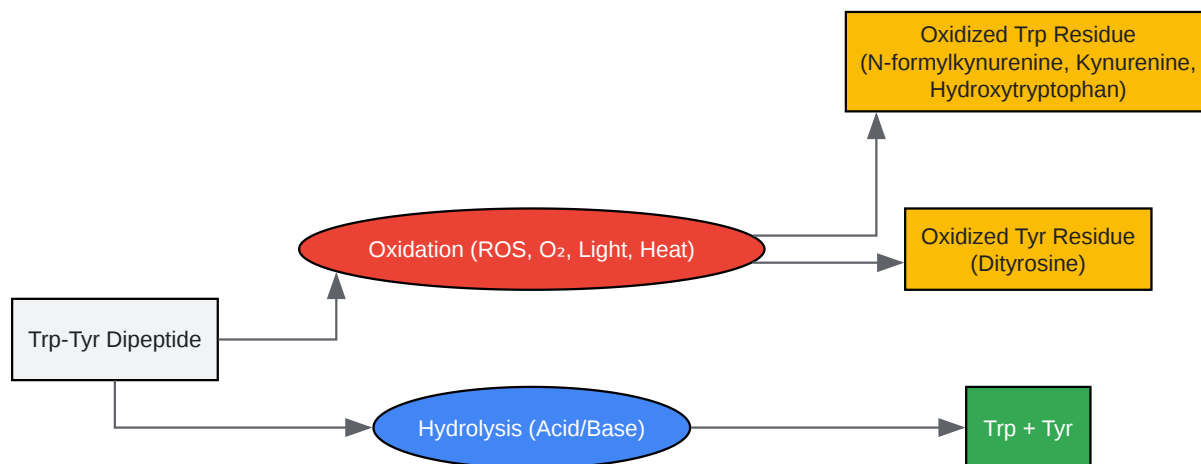 Oxidized Trp Residue
(N-formylkynurenine, Kynurenine,
Hydroxytryptophan)
Oxidation (ROS, O₂, Light, Heat)
Oxidized Tyr Residue
(Dityrosine)
Trp-Tyr Dipeptide
Hydrolysis (Acid/Base)
Trp + Tyr